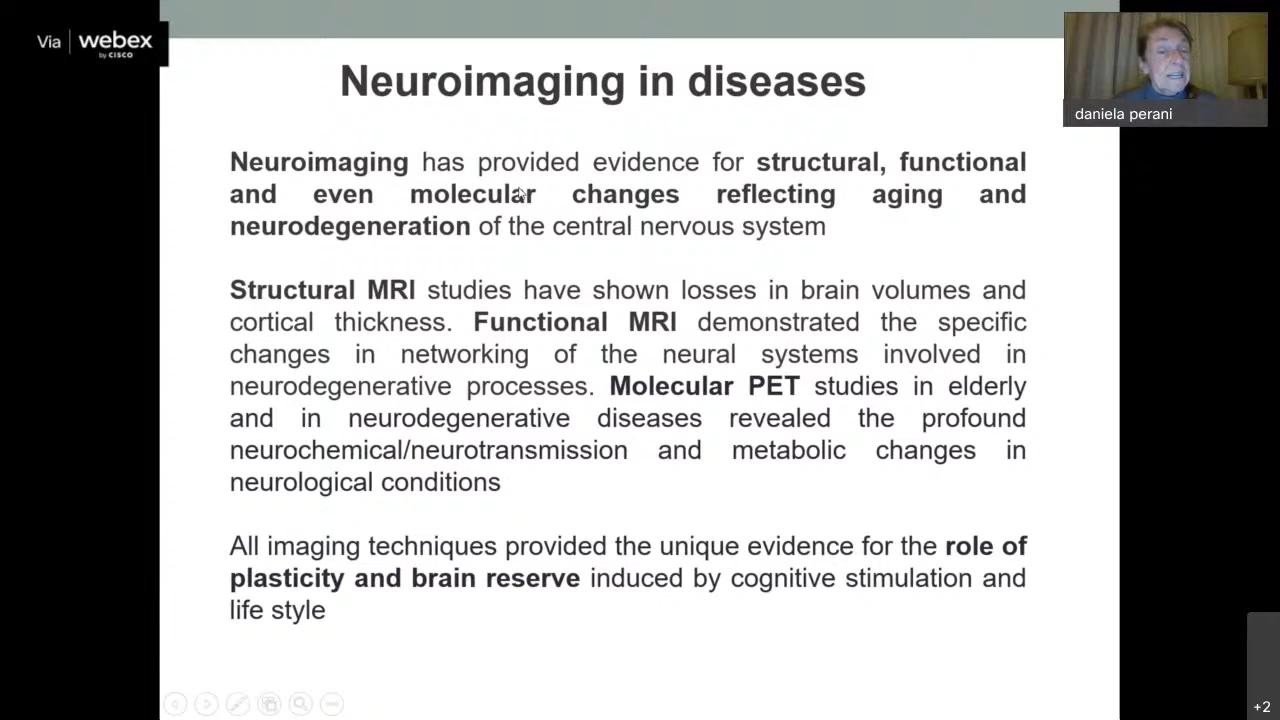 Via webex
by CISCO
daniela perani
Neuroimaging in diseases
Neuroimaging has provided evidence for structural, functional
and even molecular changes reflecting aging and
neurodegeneration of the central nervous system
Structural MRI studies have shown losses in brain volumes and
cortical thickness. Functional MRI demonstrated the specific
changes in networking of the neural systems involved in
neurodegenerative processes. Molecular PET studies in elderly
and in neurodegenerative diseases revealed the profound
neurochemical/neurotransmission and metabolic changes in
neurological conditions
All imaging techniques provided the unique evidence for the role of
plasticity and brain reserve induced by cognitive stimulation and
life style
+2